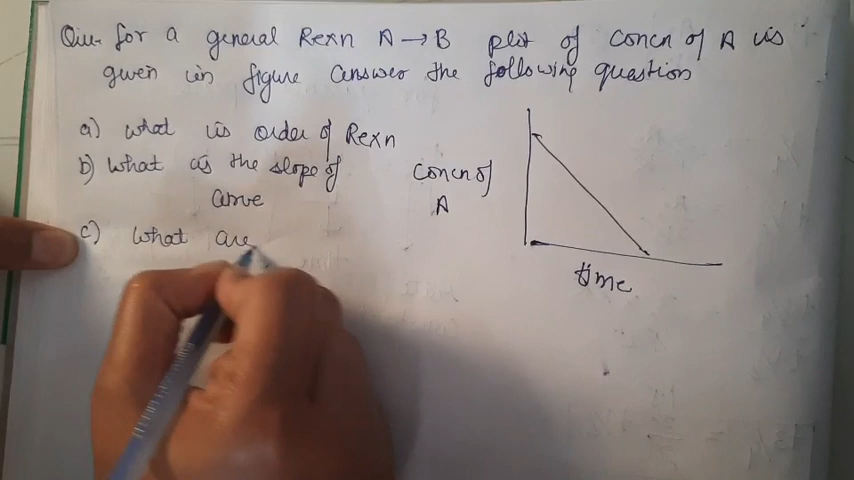 Qu- for a general Rexn A → B plot of concn of A is
given in figure answer the following question
a) what is order of Rexn
b) What is the slope of
curve
c) What are
concn of
A
time